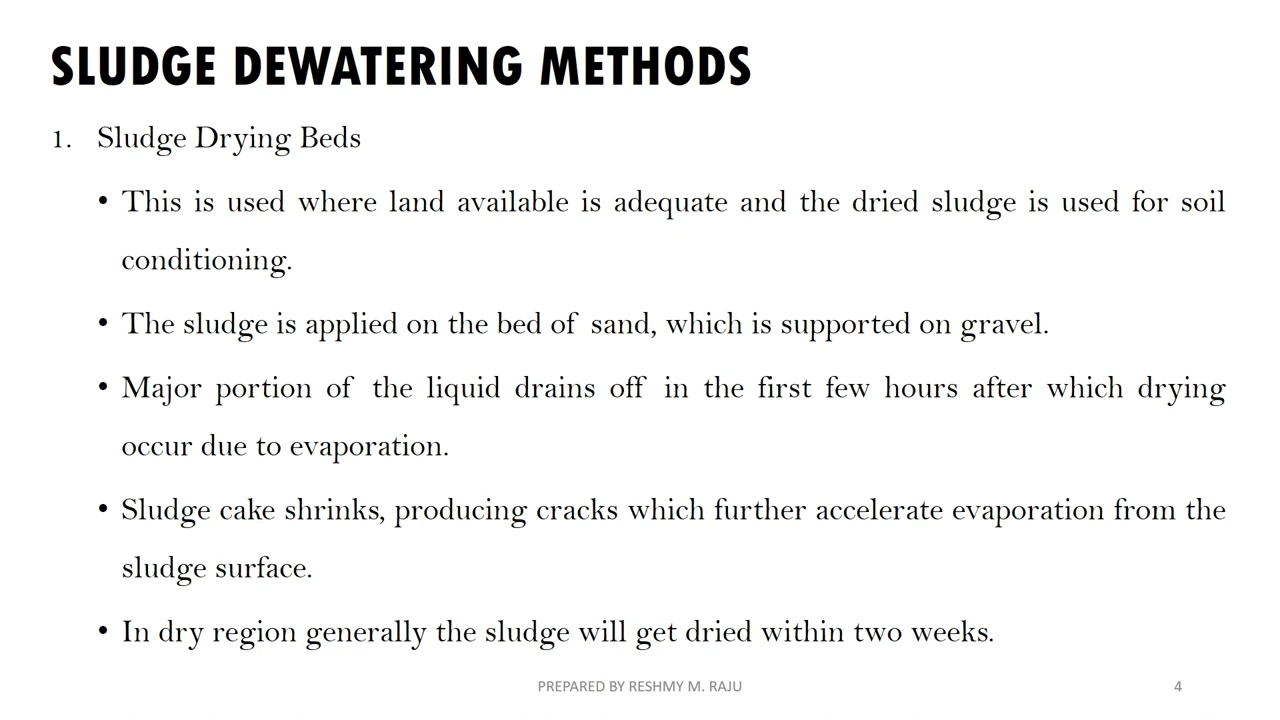 SLUDGE DEWATERING METHODS
1. Sludge Drying Beds
• This is used where land available is adequate and the dried sludge is used for soil
conditioning.
• The sludge is applied on the bed of sand, which is supported on gravel.
• Major portion of the liquid drains off in the first few hours after which drying
occur due to evaporation.
• Sludge cake shrinks, producing cracks which further accelerate evaporation from the
sludge surface.
• In dry region generally the sludge will get dried within two weeks.
PREPARED BY RESHMY M. RAJU
4